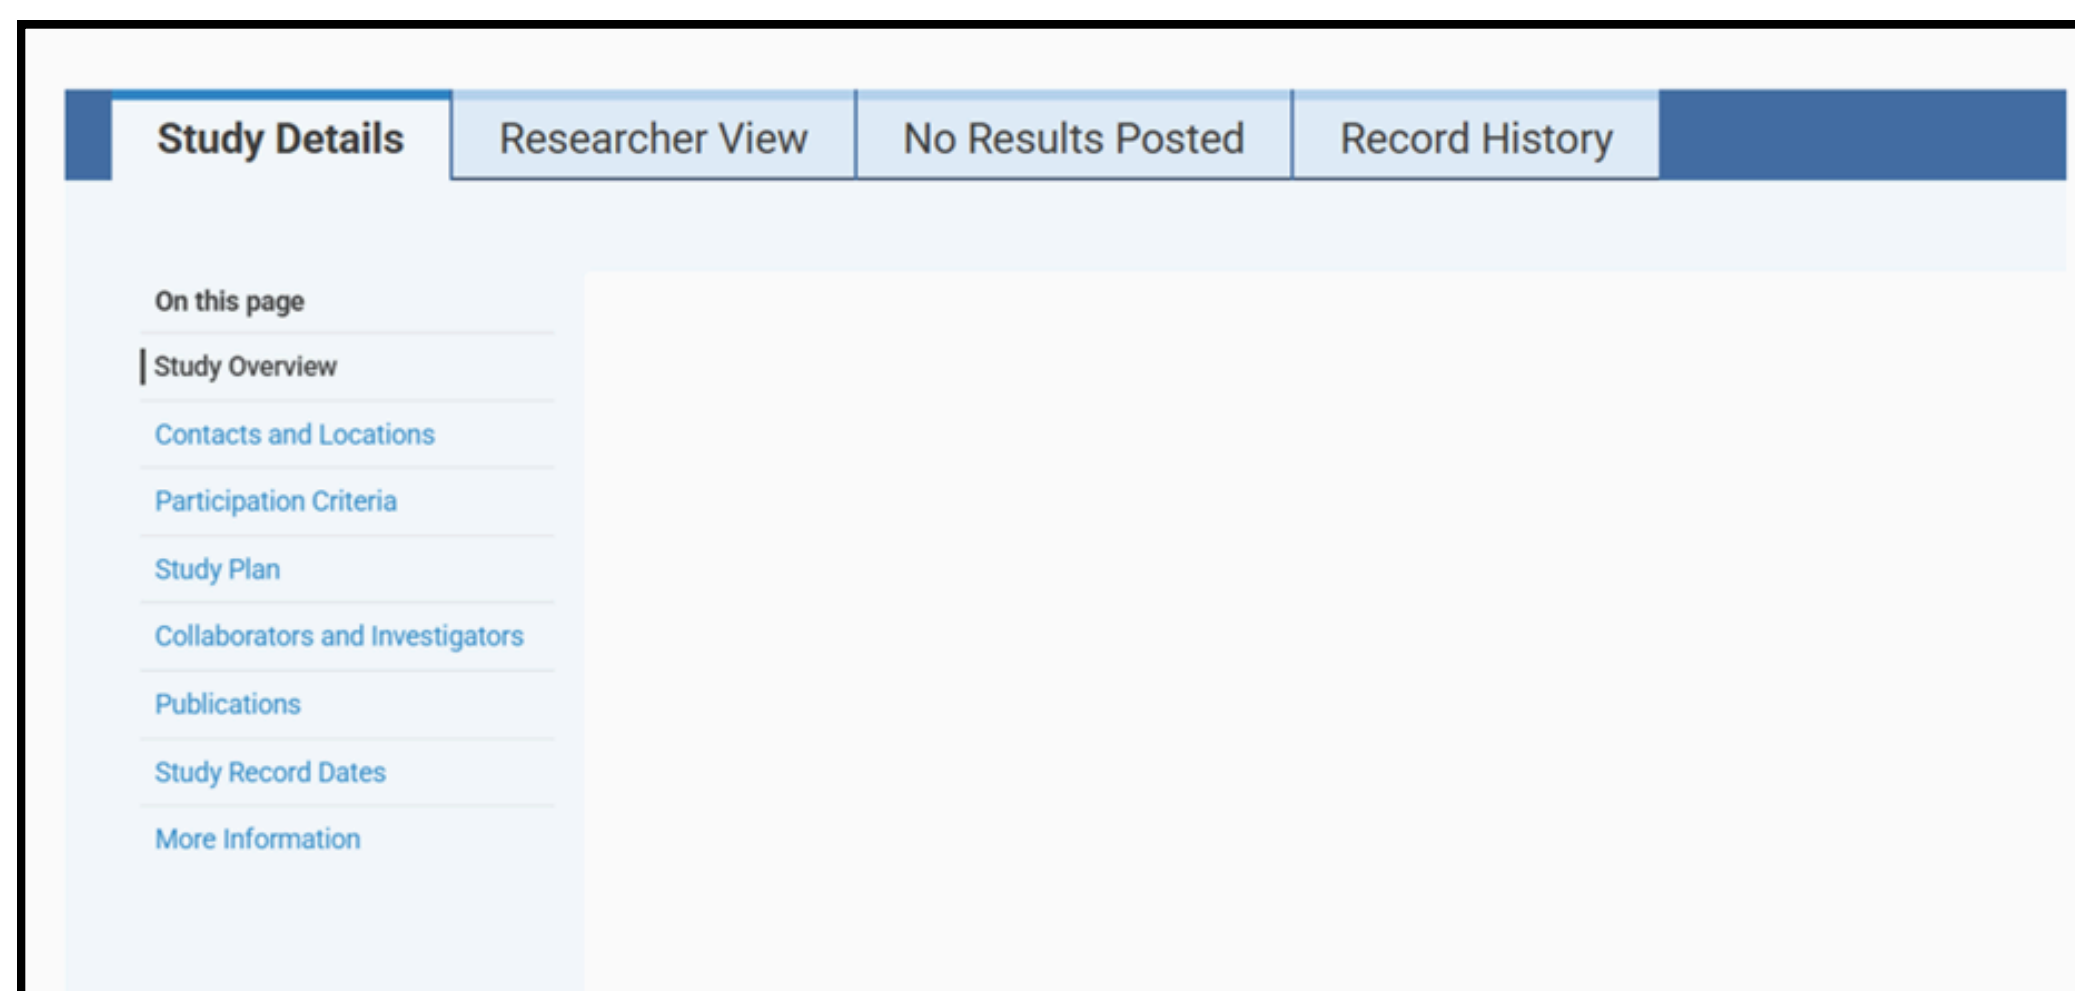 Study Details
Researcher View
No Results Posted
Record History
On this page
Study Overview
Contacts and Locations
Participation Criteria
Study Plan
Collaborators and Investigators
Publications
Study Record Dates
More Information